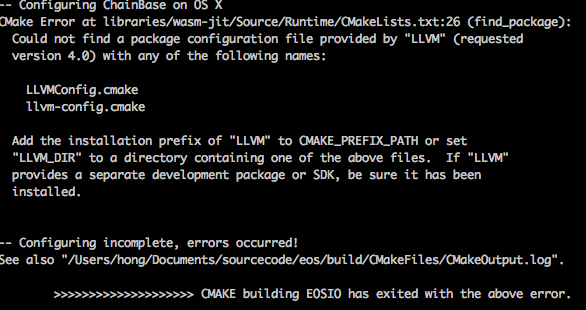 -- Configuring ChainBase on OS X
CMake Error at libraries/wasm-jit/Source/Runtime/CMakeLists.txt:26 (find_package):
Could not find a package configuration file provided by "LLVM" (requested
version 4.0) with any of the following names:
LLVMConfig.cmake
llvm-config.cmake
Add the installation prefix of "LLVM" to CMAKE_PREFIX_PATH or set
"LLVM_DIR" to a directory containing one of the above files.  If "LLVM"
provides a separate development package or SDK, be sure it has been
installed.
-- Configuring incomplete, errors occurred!
See also "/Users/hong/Documents/sourcecode/eos/build/CMakeFiles/CMakeOutput.log".
>>>>>>>>>>>>>>>>>>>> CMAKE building EOSIO has exited with the above error.